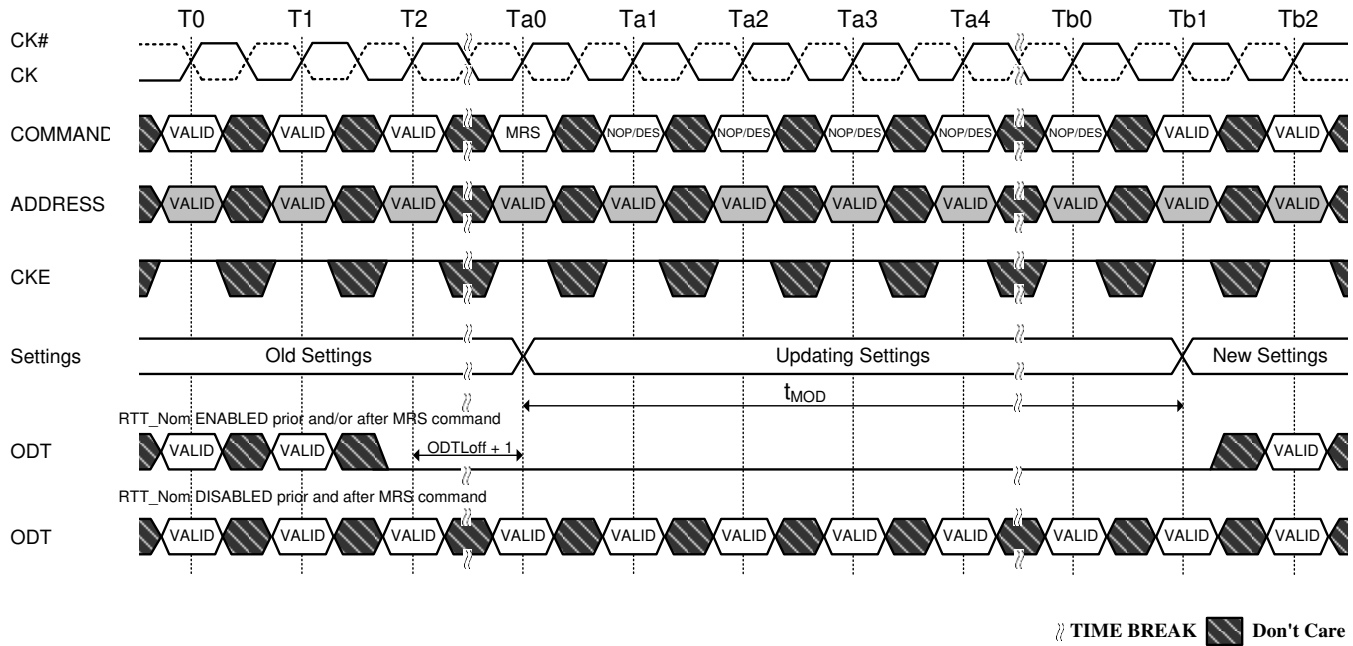 T0 T1 T2 Ta0 Ta1 Ta2 Ta3 Ta4 Tb0 Tb1 Tb2
CK#
CK
COMMAND VALID VALID VALID MRS NOP/DES NOP/DES NOP/DES NOP/DES NOP/DES VALID VALID
ADDRESS VALID VALID VALID VALID VALID VALID VALID VALID VALID VALID VALID
CKE
Settings Old Settings Updating Settings New Settings
tMOD
RTT_Nom ENABLED prior and/or after MRS command
ODT VALID VALID ODTLoff + 1 VALID
RTT_Nom DISABLED prior and after MRS command
ODT VALID VALID VALID VALID VALID VALID VALID VALID VALID VALID VALID
TIME BREAK Don't Care